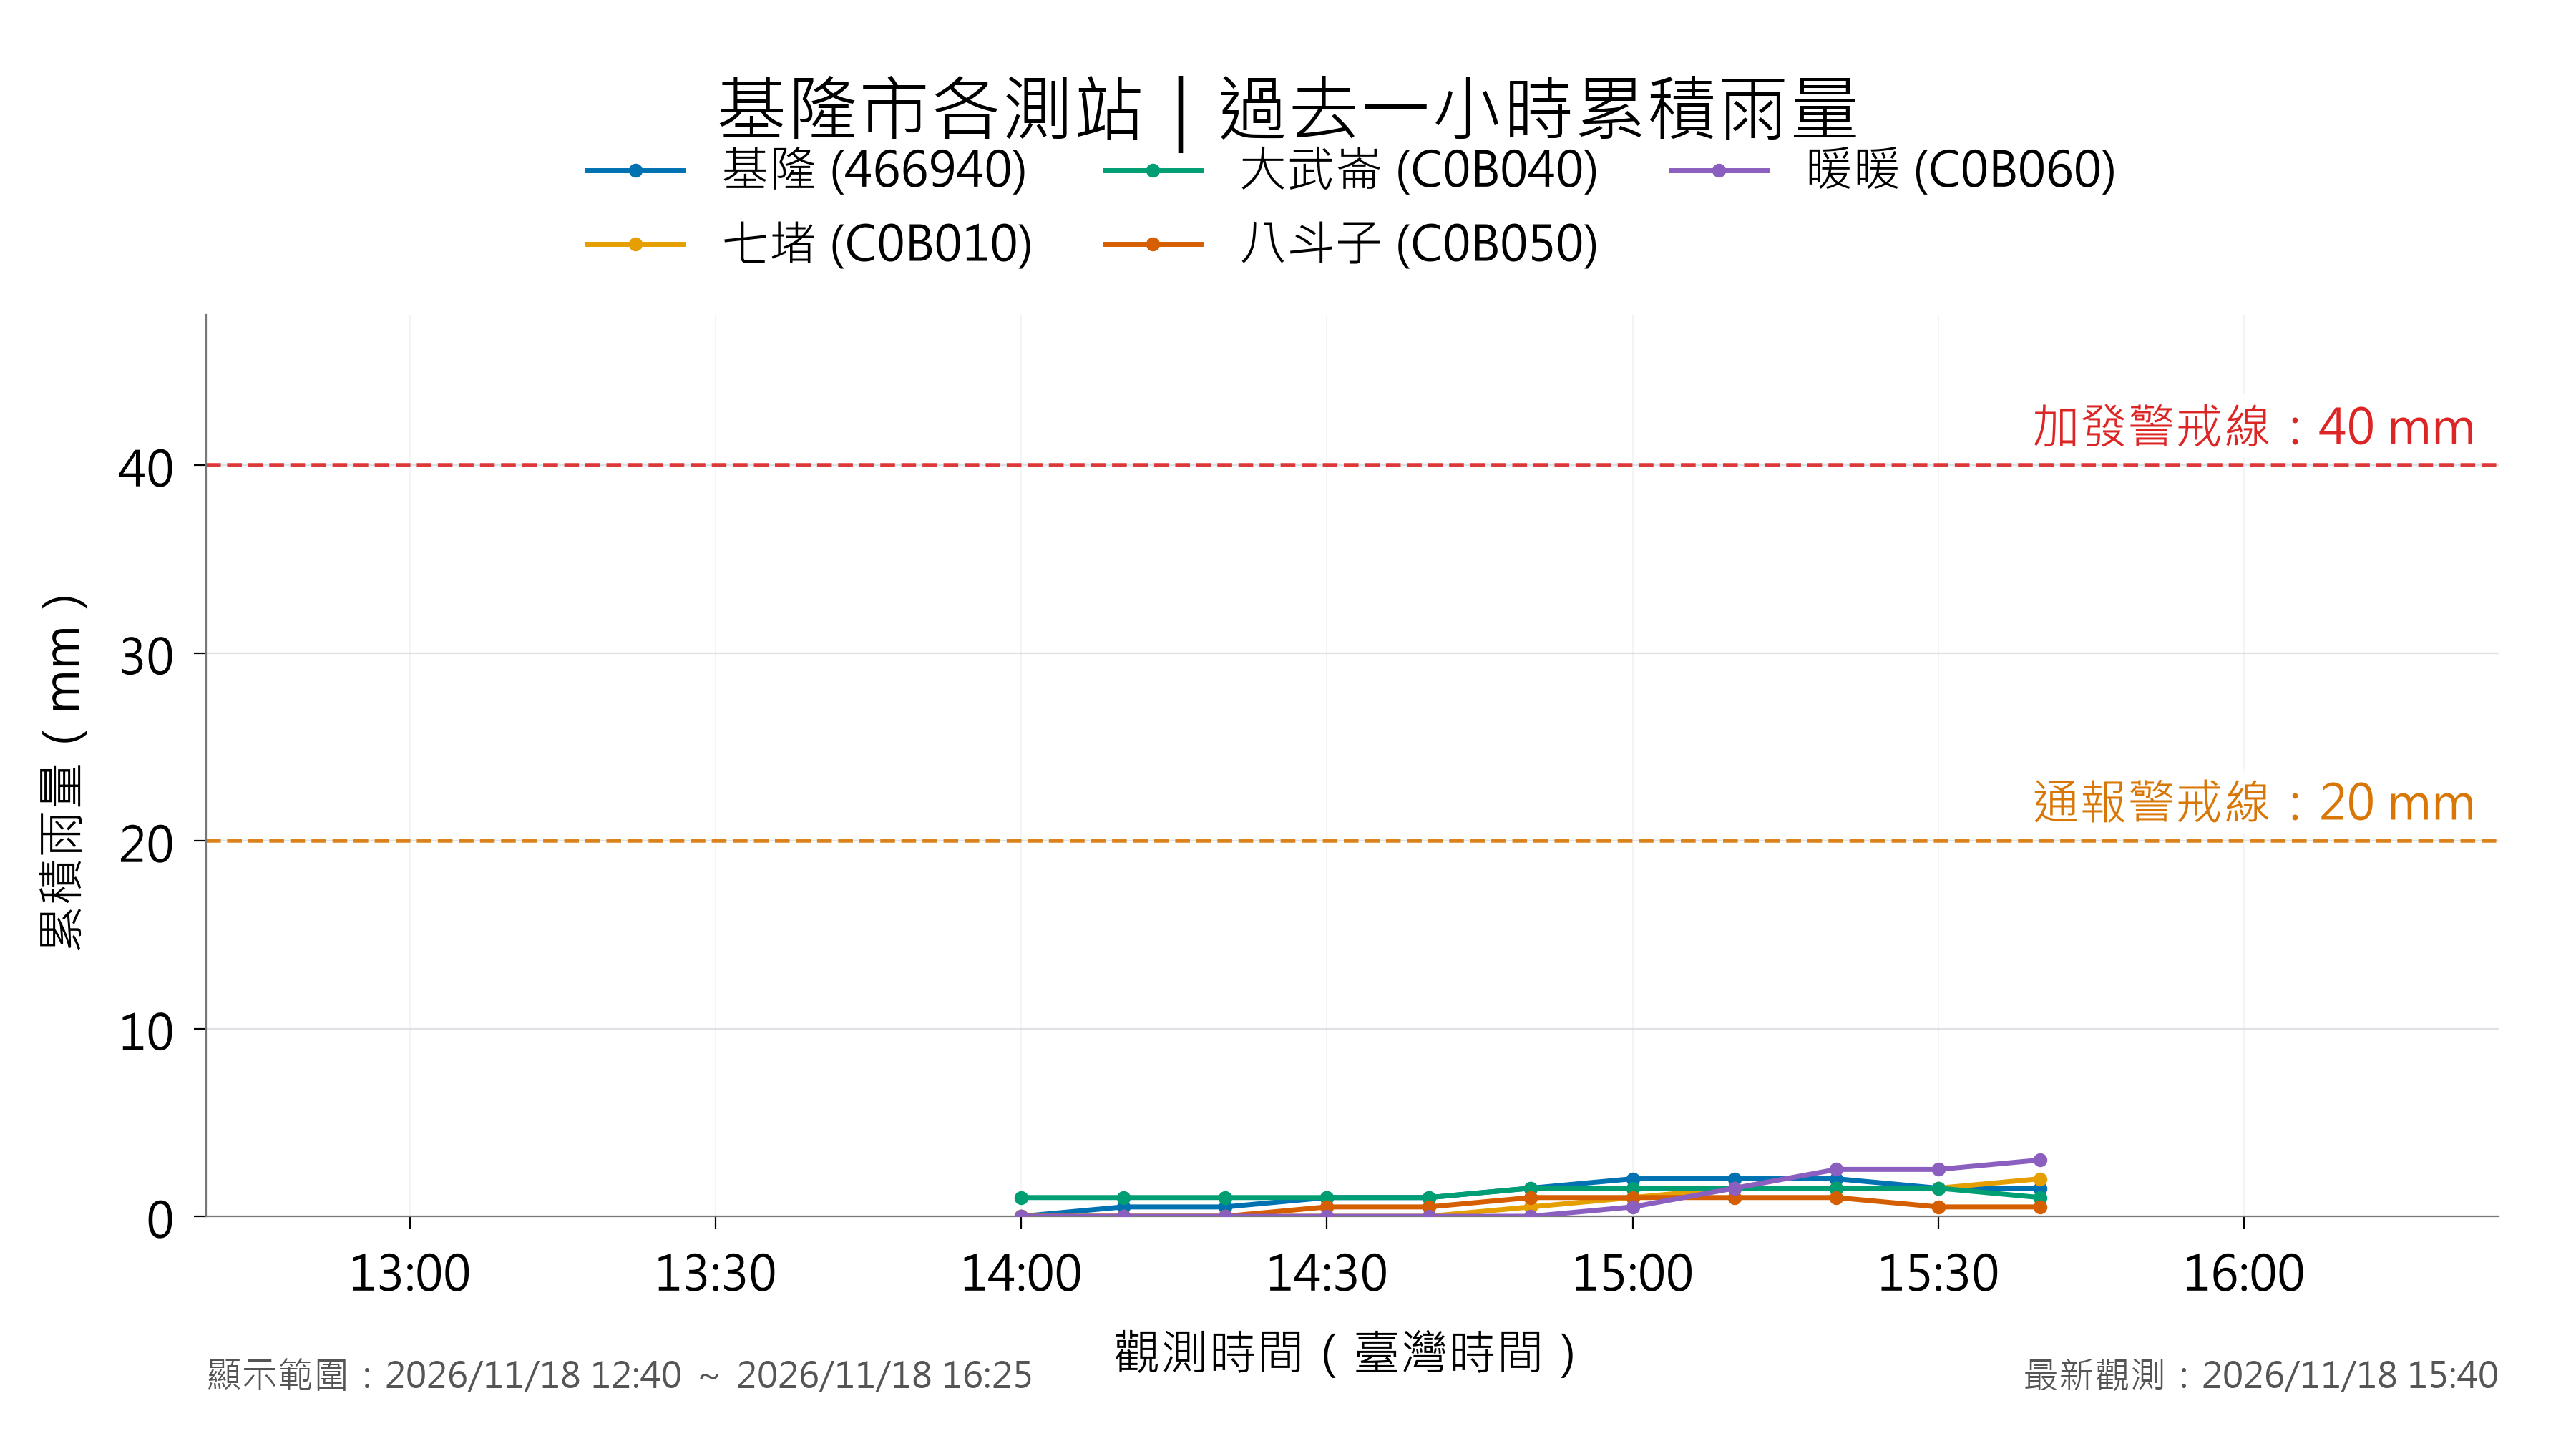 基隆市各測站｜過去一小時累積雨量
基隆 (466940)
大武崙 (C0B040)
暖暖 (C0B060)
七堵 (C0B010)
八斗子 (C0B050)
加發警戒線：40 mm
通報警戒線：20 mm
累積雨量（mm）
40
30
20
10
0
13:00
13:30
14:00
14:30
15:00
15:30
16:00
觀測時間（臺灣時間）
顯示範圍：2026/11/18 12:40 ~ 2026/11/18 16:25
最新觀測：2026/11/18 15:40